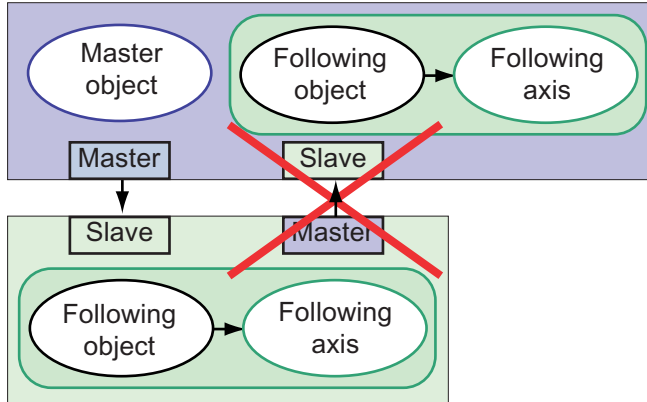 Master
object
Following
object
Following
axis
Master
Slave
Slave
Master
Following
object
Following
axis